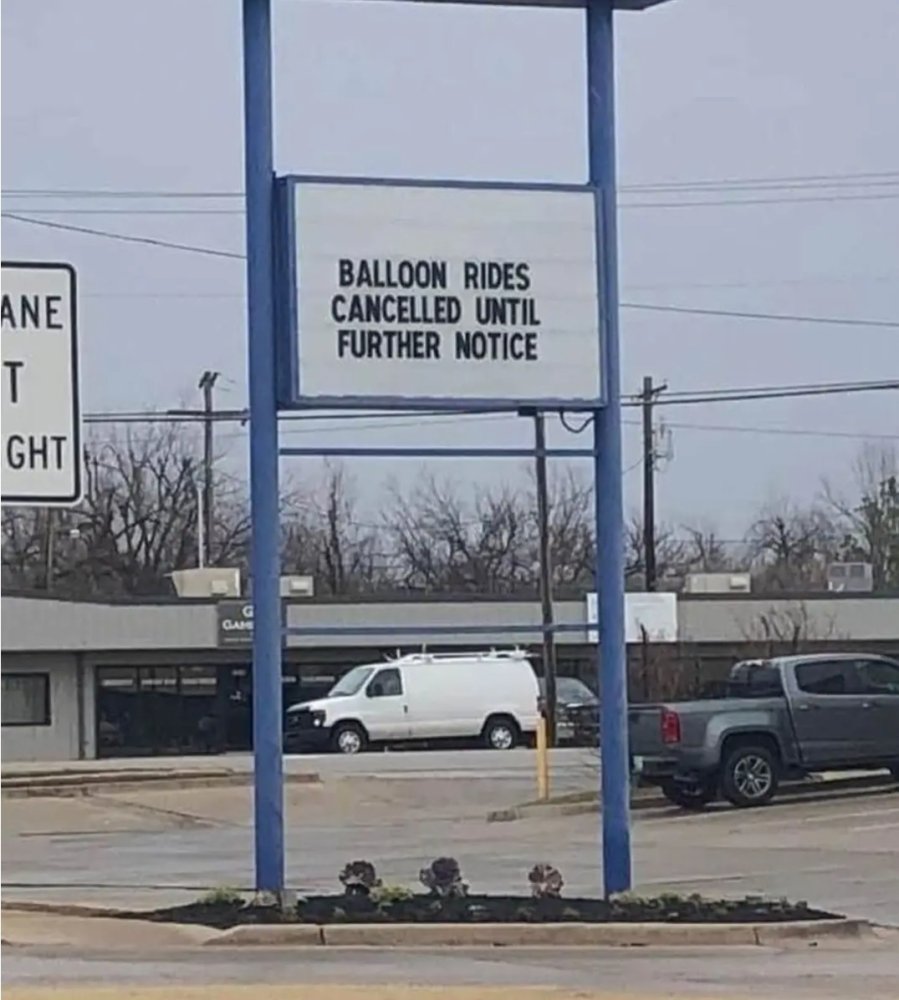 BALLOON RIDES
CANCELLED UNTIL
FURTHER NOTICE
ANE
T
GHT